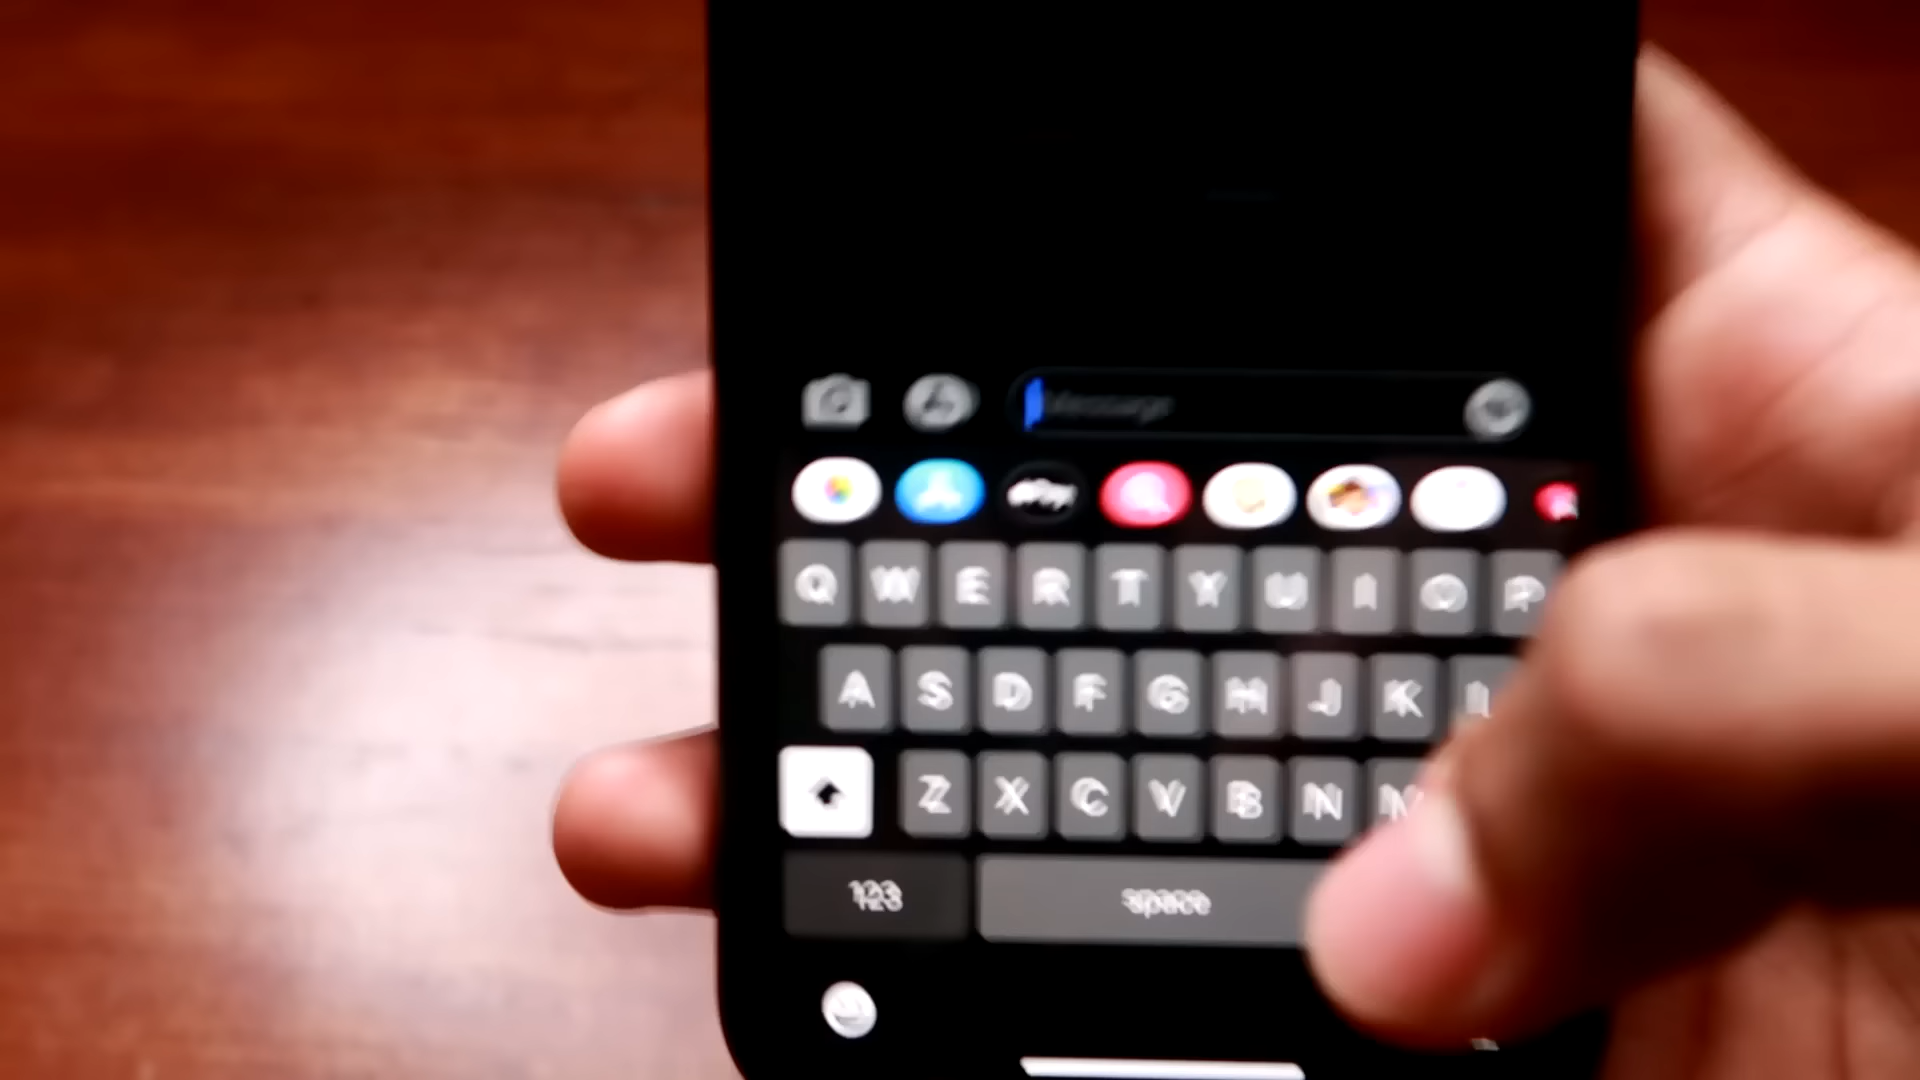 Message
Q W E R T Y U I O P
A S D F G H J K L
Z X C V B N M
123 space